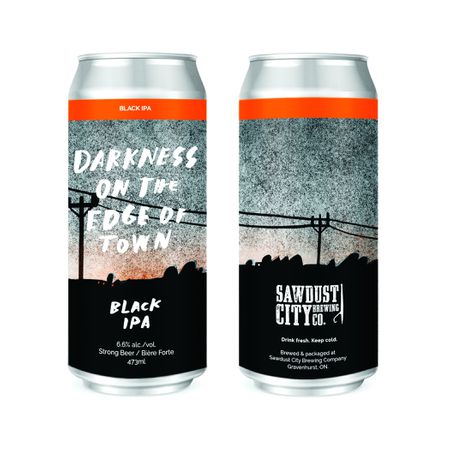 BLACK IPA
DARKNESS
ON THE
EDGE OF
TOWN
BLACK
IPA
6.6% alc./vol.
Strong Beer / Bière Forte
473ml
SAWDUST
CITY BREWING
CO.
Drink fresh. Keep cold.
Brewed & packaged at
Sawdust City Brewing Company
Gravenhurst, ON.